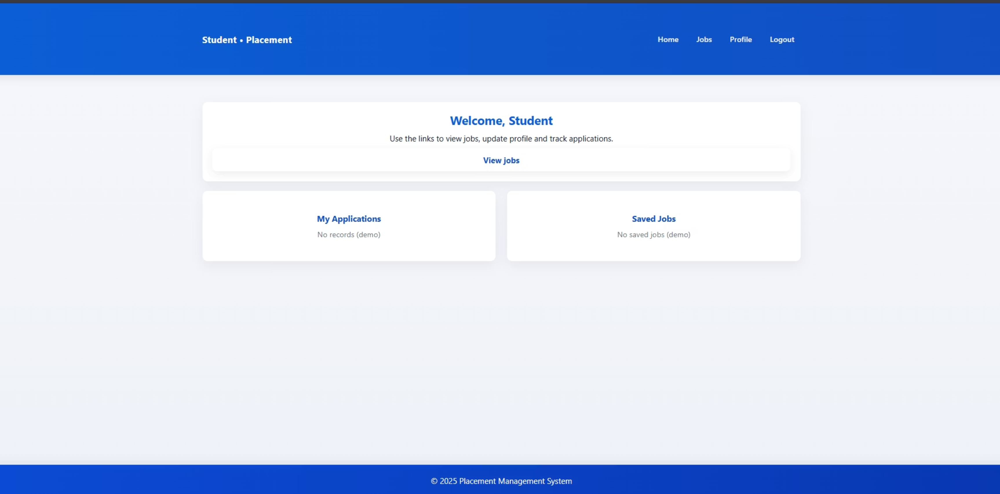 Student • Placement
Home Jobs Profile Logout
Welcome, Student
Use the links to view jobs, update profile and track applications.
View jobs
My Applications
No records (demo)
Saved Jobs
No saved jobs (demo)
© 2025 Placement Management System